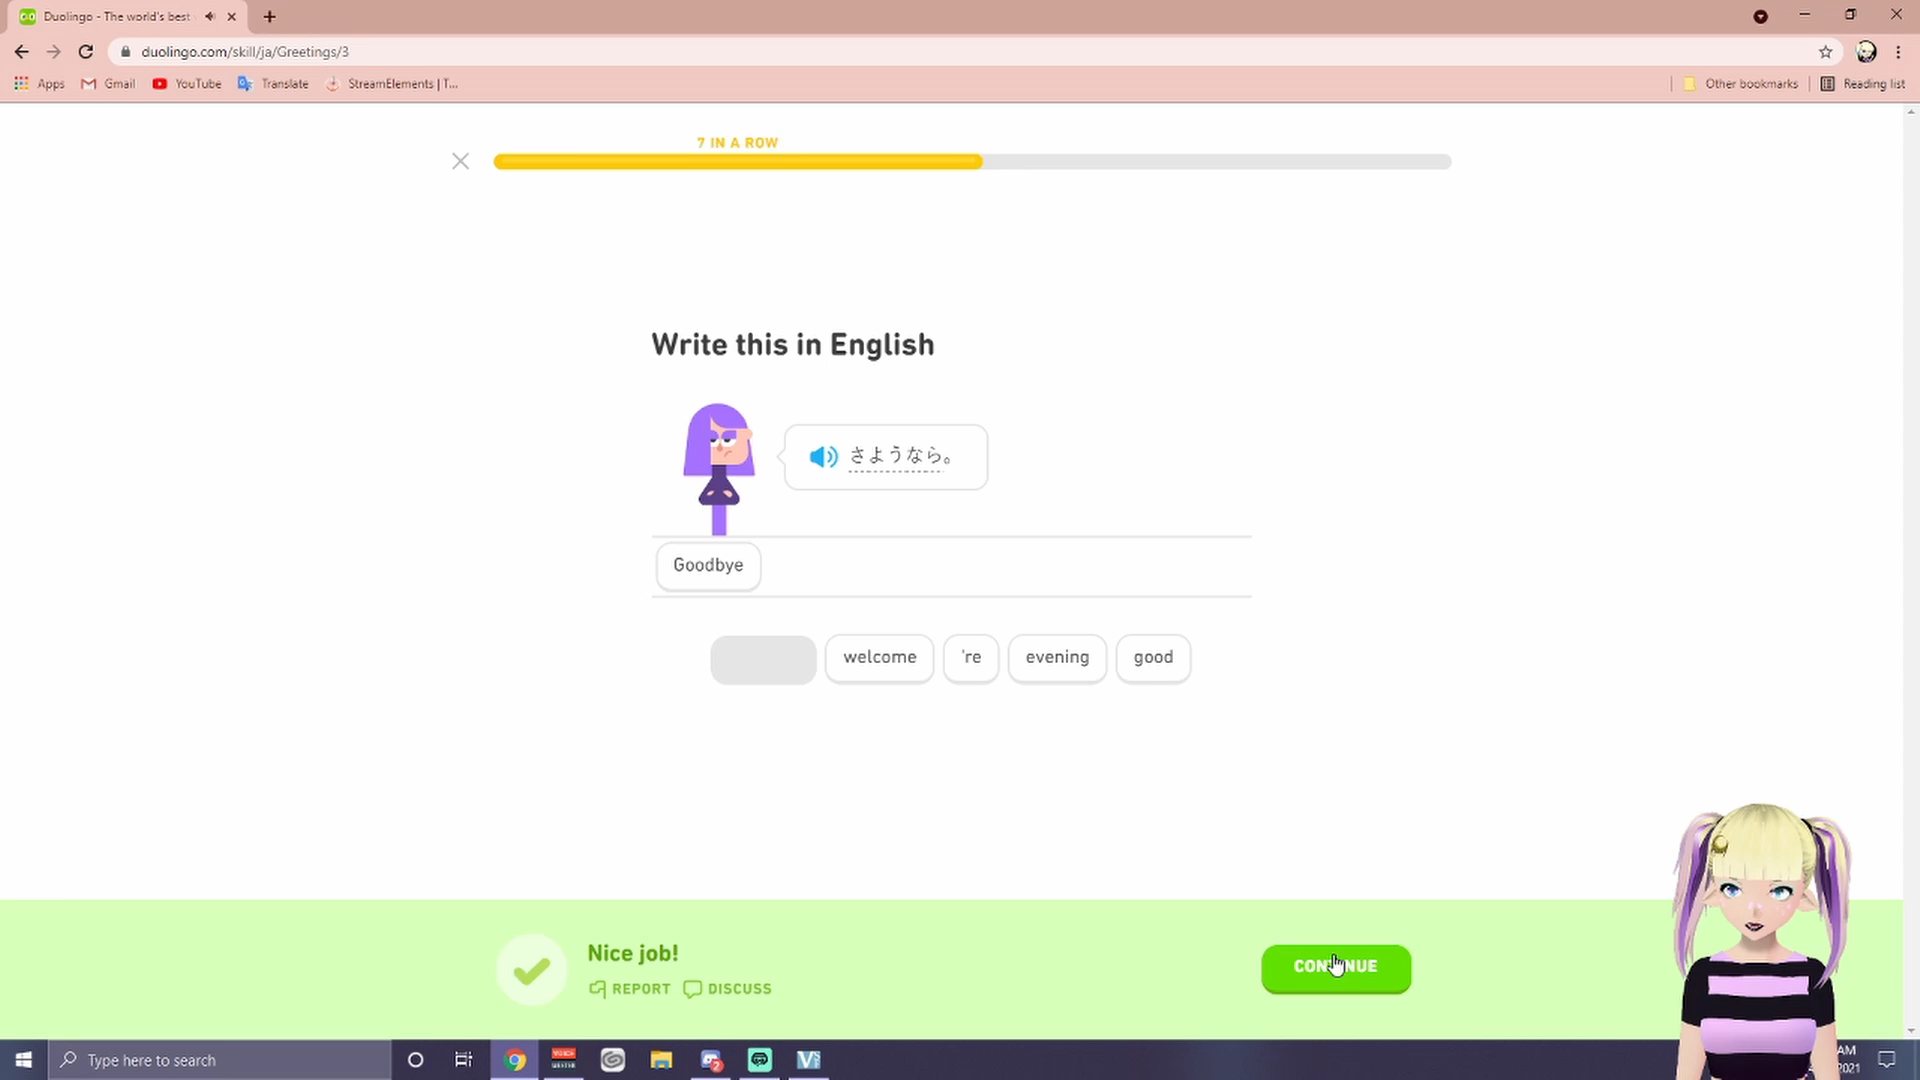 Duolingo - The world's best
duolingo.com/skill/ja/Greetings/3
Apps
Gmail
YouTube
Translate
StreamElements | T...
Other bookmarks
Reading list
7 IN A ROW
Write this in English
さようなら。
Goodbye
welcome
're
evening
good
Nice job!
REPORT
DISCUSS
CONTINUE
Type here to search
AM
2021